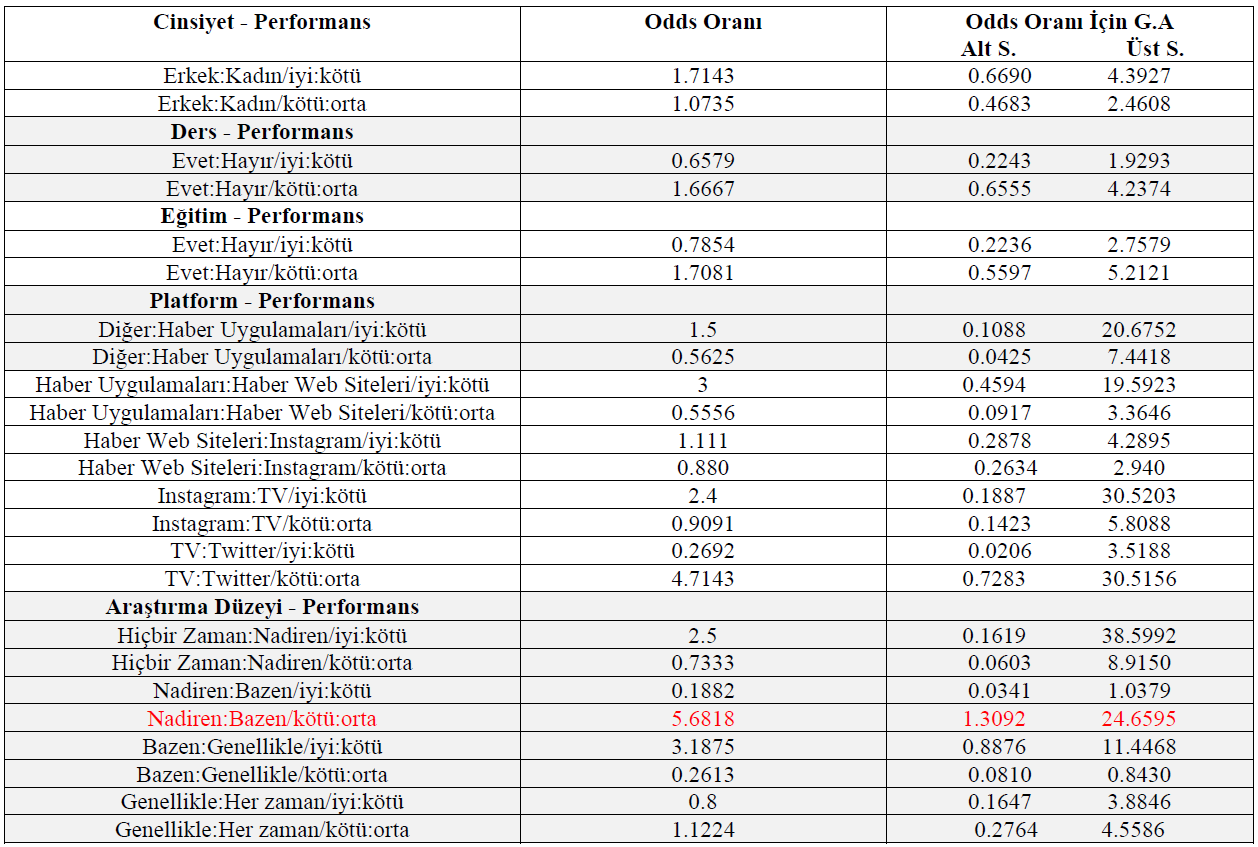 Cinsiyet - Performans Odds Oranı Odds Oranı İçin G.A
Alt S. Üst S.
Erkek:Kadın/iyi:kötü 1.7143 0.6690 4.3927
Erkek:Kadın/kötü:orta 1.0735 0.4683 2.4608
Ders - Performans
Evet:Hayır/iyi:kötü 0.6579 0.2243 1.9293
Evet:Hayır/kötü:orta 1.6667 0.6555 4.2374
Eğitim - Performans
Evet:Hayır/iyi:kötü 0.7854 0.2236 2.7579
Evet:Hayır/kötü:orta 1.7081 0.5597 5.2121
Platform - Performans
Diğer:Haber Uygulamaları/iyi:kötü 1.5 0.1088 20.6752
Diğer:Haber Uygulamaları/kötü:orta 0.5625 0.0425 7.4418
Haber Uygulamaları:Haber Web Siteleri/iyi:kötü 3 0.4594 19.5923
Haber Uygulamaları:Haber Web Siteleri/kötü:orta 0.5556 0.0917 3.3646
Haber Web Siteleri:Instagram/iyi:kötü 1.111 0.2878 4.2895
Haber Web Siteleri:Instagram/kötü:orta 0.880 0.2634 2.940
Instagram:TV/iyi:kötü 2.4 0.1887 30.5203
Instagram:TV/kötü:orta 0.9091 0.1423 5.8088
TV:Twitter/iyi:kötü 0.2692 0.0206 3.5188
TV:Twitter/kötü:orta 4.7143 0.7283 30.5156
Araştırma Düzeyi - Performans
Hiçbir Zaman:Nadiren/iyi:kötü 2.5 0.1619 38.5992
Hiçbir Zaman:Nadiren/kötü:orta 0.7333 0.0603 8.9150
Nadiren:Bazen/iyi:kötü 0.1882 0.0341 1.0379
Nadiren:Bazen/kötü:orta 5.6818 1.3092 24.6595
Bazen:Genellikle/iyi:kötü 3.1875 0.8876 11.4468
Bazen:Genellikle/kötü:orta 0.2613 0.0810 0.8430
Genellikle:Her zaman/iyi:kötü 0.8 0.1647 3.8846
Genellikle:Her zaman/kötü:orta 1.1224 0.2764 4.5586